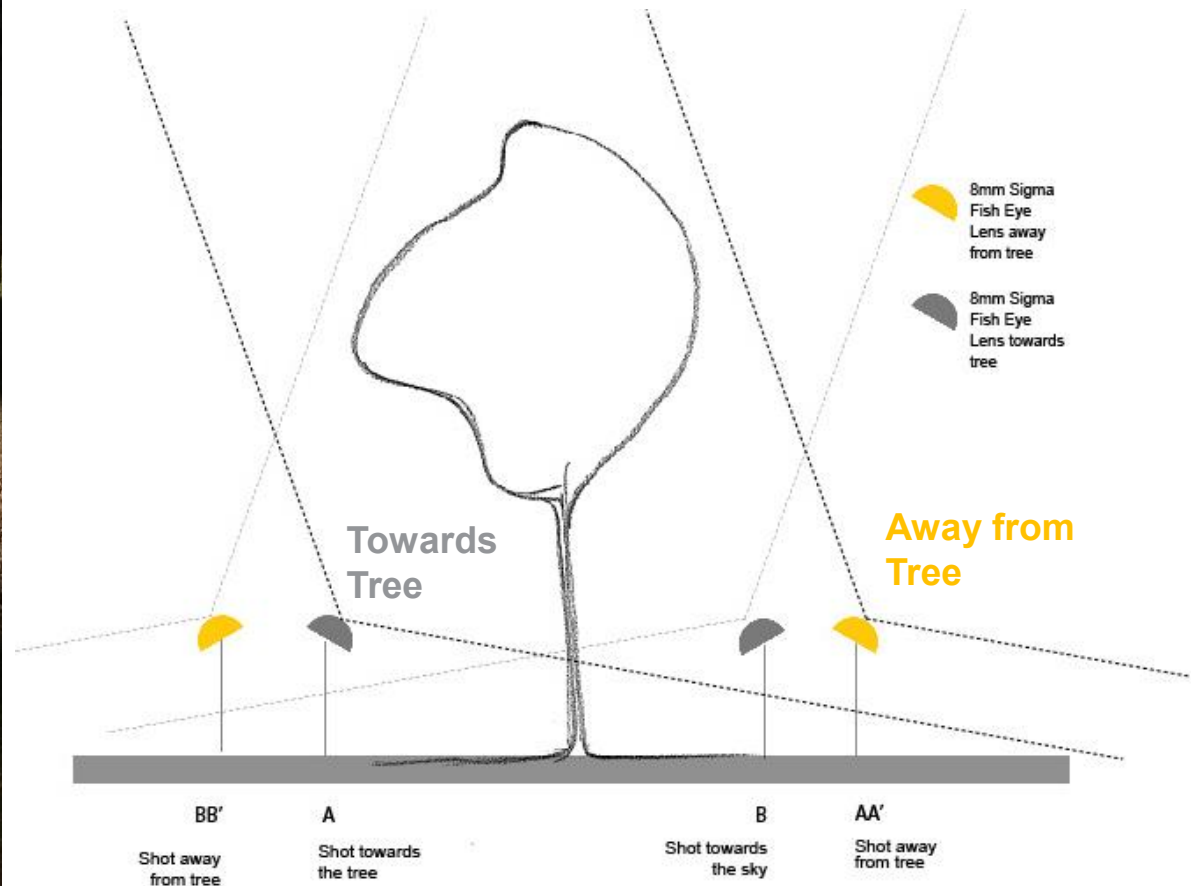 8mm Sigma
Fish Eye
Lens away
from tree
8mm Sigma
Fish Eye
Lens towards
tree
Towards
Tree
Away from
Tree
BB'
A
B
AA'
Shot away
from tree
Shot towards
the tree
Shot towards
the sky
Shot away
from tree